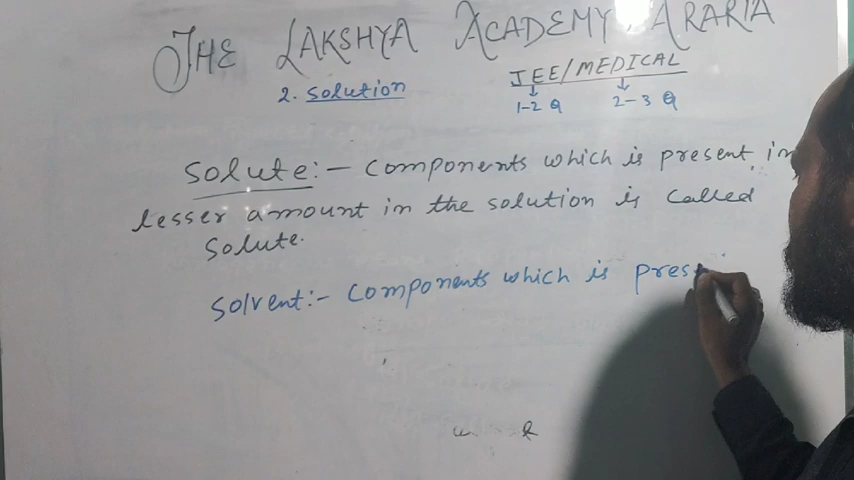 THE LAKSHYA ACADEMY, ARARIA
2. Solution
JEE/MEDICAL
1-2 Q
2-3 Q
Solute:- Components which is present in
lesser amount in the solution is called
Solute.
Solvent:- Components which is pres